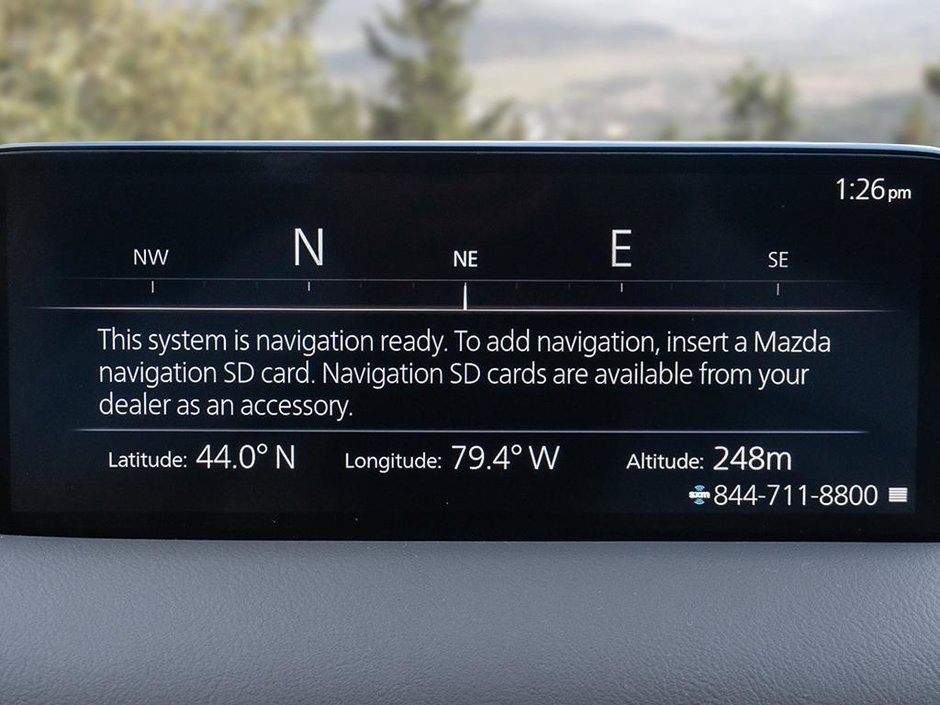 1:26pm
NW N NE E SE
This system is navigation ready. To add navigation, insert a Mazda
navigation SD card. Navigation SD cards are available from your
dealer as an accessory.
Latitude: 44.0° N Longitude: 79.4° W Altitude: 248m
sxm 844-711-8800